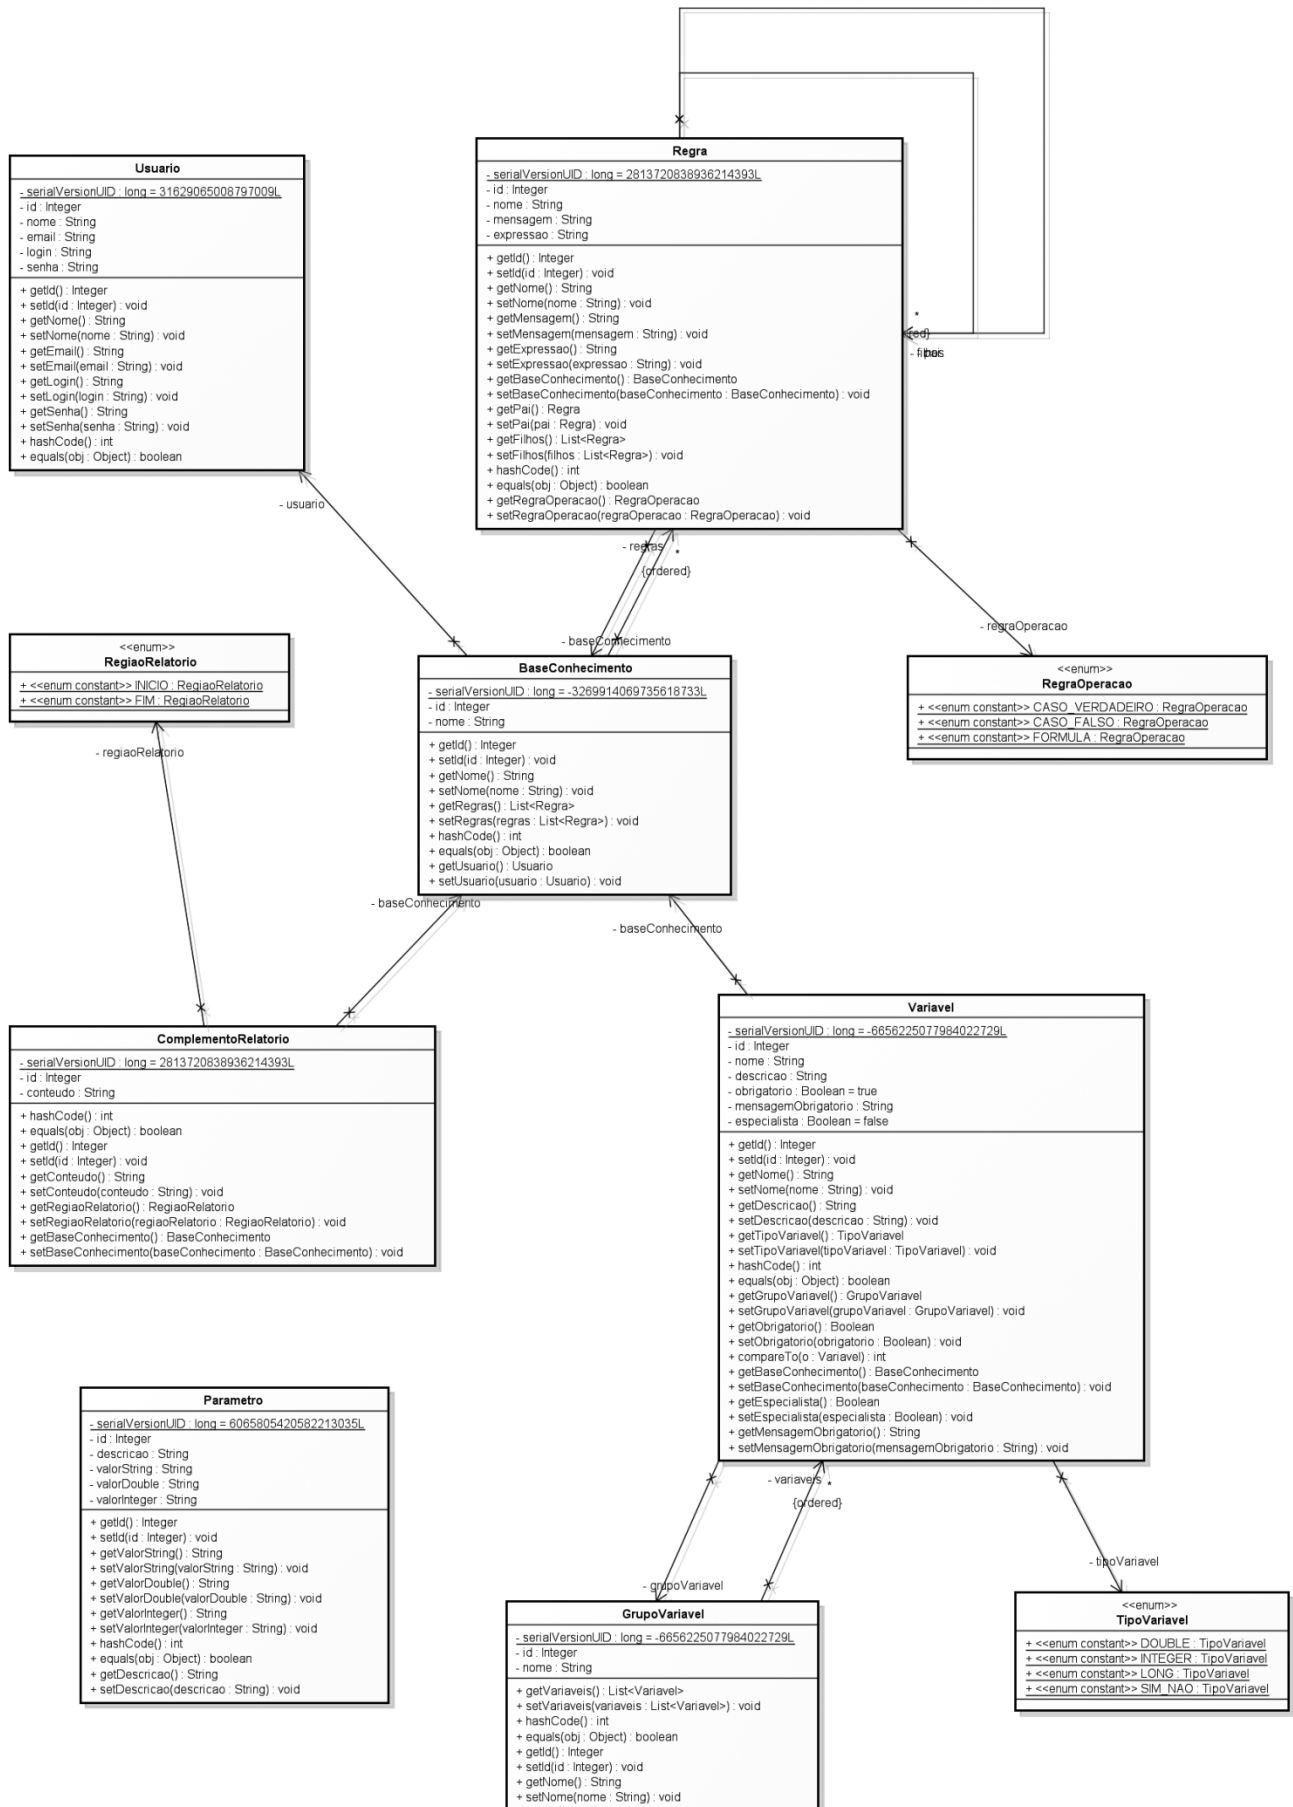 Usuario
- serialVersionUID : long = 31629065008797009L
- id : Integer
- nome : String
- email : String
- login : String
- senha : String
+ getId() : Integer
+ setId(id : Integer) : void
+ getNome() : String
+ setNome(nome : String) : void
+ getEmail() : String
+ setEmail(email : String) : void
+ getLogin() : String
+ setLogin(login : String) : void
+ getSenha() : String
+ setSenha(senha : String) : void
+ hashCode() : int
+ equals(obj : Object) : boolean
Regra
- serialVersionUID : long = 2813720838936214393L
- id : Integer
- nome : String
- mensagem : String
- expressao : String
+ getId() : Integer
+ setId(id : Integer) : void
+ getNome() : String
+ setNome(nome : String) : void
+ getMensagem() : String
+ setMensagem(mensagem : String) : void
+ getExpressao() : String
+ setExpressao(expressao : String) : void
+ getBaseConhecimento() : BaseConhecimento
+ setBaseConhecimento(baseConhecimento : BaseConhecimento) : void
+ getPai() : Regra
+ setPai(pai : Regra) : void
+ getFilhos() : List<Regra>
+ setFilhos(filhos : List<Regra>) : void
+ hashCode() : int
+ equals(obj : Object) : boolean
+ getRegraOperacao() : RegraOperacao
+ setRegraOperacao(regraOperacao : RegraOperacao) : void
*
- usuario
- regras
*
{ordered}
- baseConhecimento
- regraOperacao
<<enum>>
RegiaoRelatorio
+ <<enum constant>> INICIO : RegiaoRelatorio
+ <<enum constant>> FIM : RegiaoRelatorio
- regiaoRelatorio
BaseConhecimento
- serialVersionUID : long = -3269914069735618733L
- id : Integer
- nome : String
+ getId() : Integer
+ setId(id : Integer) : void
+ getNome() : String
+ setNome(nome : String) : void
+ getRegras() : List<Regra>
+ setRegras(regras : List<Regra>) : void
+ hashCode() : int
+ equals(obj : Object) : boolean
+ getUsuario() : Usuario
+ setUsuario(usuario : Usuario) : void
<<enum>>
RegraOperacao
+ <<enum constant>> CASO_VERDADEIRO : RegraOperacao
+ <<enum constant>> CASO_FALSO : RegraOperacao
+ <<enum constant>> FORMULA : RegraOperacao
- baseConhecimento
- baseConhecimento
ComplementoRelatorio
- serialVersionUID : long = 2813720838936214393L
- id : Integer
- conteudo : String
+ hashCode() : int
+ equals(obj : Object) : boolean
+ getId() : Integer
+ setId(id : Integer) : void
+ getConteudo() : String
+ setConteudo(conteudo : String) : void
+ getRegiaoRelatorio() : RegiaoRelatorio
+ setRegiaoRelatorio(regiaoRelatorio : RegiaoRelatorio) : void
+ getBaseConhecimento() : BaseConhecimento
+ setBaseConhecimento(baseConhecimento : BaseConhecimento) : void
Variavel
- serialVersionUID : long = -6656225077984022729L
- id : Integer
- nome : String
- descricao : String
- obrigatorio : Boolean = true
- mensagemObrigatorio : String
- especialista : Boolean = false
+ getId() : Integer
+ setId(id : Integer) : void
+ getNome() : String
+ setNome(nome : String) : void
+ getDescricao() : String
+ setDescricao(descricao : String) : void
+ getTipoVariavel() : TipoVariavel
+ setTipoVariavel(tipoVariavel : TipoVariavel) : void
+ hashCode() : int
+ equals(obj : Object) : boolean
+ getGrupoVariavel() : GrupoVariavel
+ setGrupoVariavel(grupoVariavel : GrupoVariavel) : void
+ getObrigatorio() : Boolean
+ setObrigatorio(obrigatorio : Boolean) : void
+ compareTo(o : Variavel) : int
+ getBaseConhecimento() : BaseConhecimento
+ setBaseConhecimento(baseConhecimento : BaseConhecimento) : void
+ getEspecialista() : Boolean
+ setEspecialista(especialista : Boolean) : void
+ getMensagemObrigatorio() : String
+ setMensagemObrigatorio(mensagemObrigatorio : String) : void
Parametro
- serialVersionUID : long = 6065805420582213035L
- id : Integer
- descricao : String
- valorString : String
- valorDouble : String
- valorInteger : String
+ getId() : Integer
+ setId(id : Integer) : void
+ getValorString() : String
+ setValorString(valorString : String) : void
+ getValorDouble() : String
+ setValorDouble(valorDouble : String) : void
+ getValorInteger() : String
+ setValorInteger(valorInteger : String) : void
+ hashCode() : int
+ equals(obj : Object) : boolean
+ getDescricao() : String
+ setDescricao(descricao : String) : void
- variaveis
*
{ordered}
- grupoVariavel
- tipoVariavel
GrupoVariavel
- serialVersionUID : long = -6656225077984022729L
- id : Integer
- nome : String
+ getVariaveis() : List<Variavel>
+ setVariaveis(variaveis : List<Variavel>) : void
+ hashCode() : int
+ equals(obj : Object) : boolean
+ getId() : Integer
+ setId(id : Integer) : void
+ getNome() : String
+ setNome(nome : String) : void
<<enum>>
TipoVariavel
+ <<enum constant>> DOUBLE : TipoVariavel
+ <<enum constant>> INTEGER : TipoVariavel
+ <<enum constant>> LONG : TipoVariavel
+ <<enum constant>> SIM_NAO : TipoVariavel